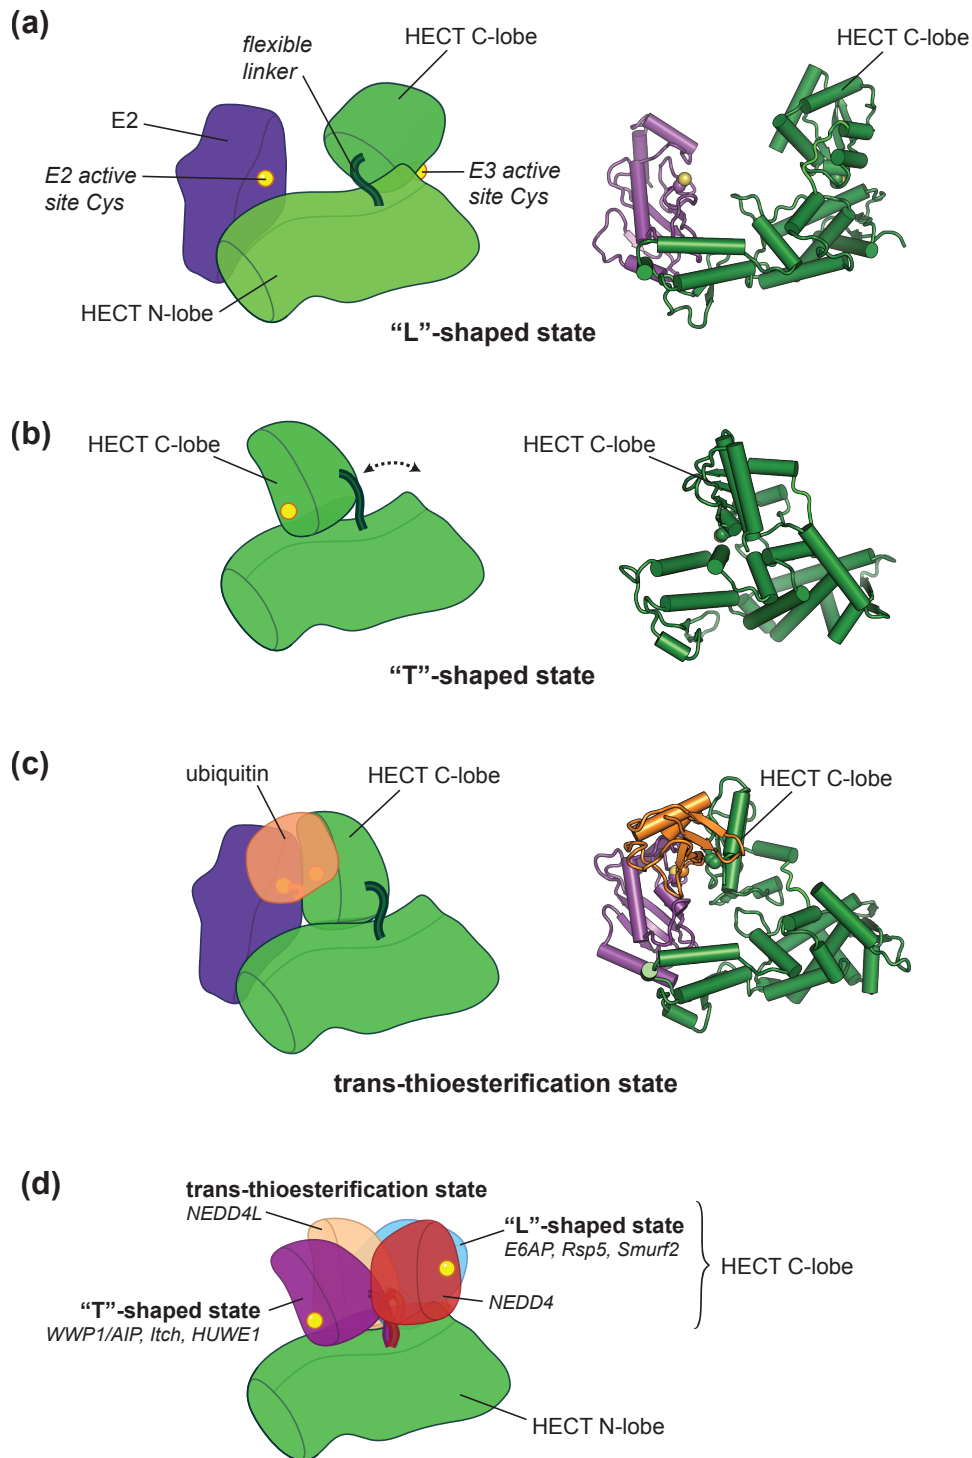 (a)
HECT C-lobe
HECT C-lobe
flexible
linker
E2
E2 active
site Cys
E3 active
site Cys
HECT N-lobe
“L”-shaped state
(b)
HECT C-lobe
HECT C-lobe
“T”-shaped state
(c)
ubiquitin
HECT C-lobe
HECT C-lobe
trans-thioesterification state
(d)
trans-thioesterification state
NEDD4L
“L”-shaped state
E6AP, Rsp5, Smurf2
HECT C-lobe
NEDD4
“T”-shaped state
WWP1/AIP, Itch, HUWE1
HECT N-lobe